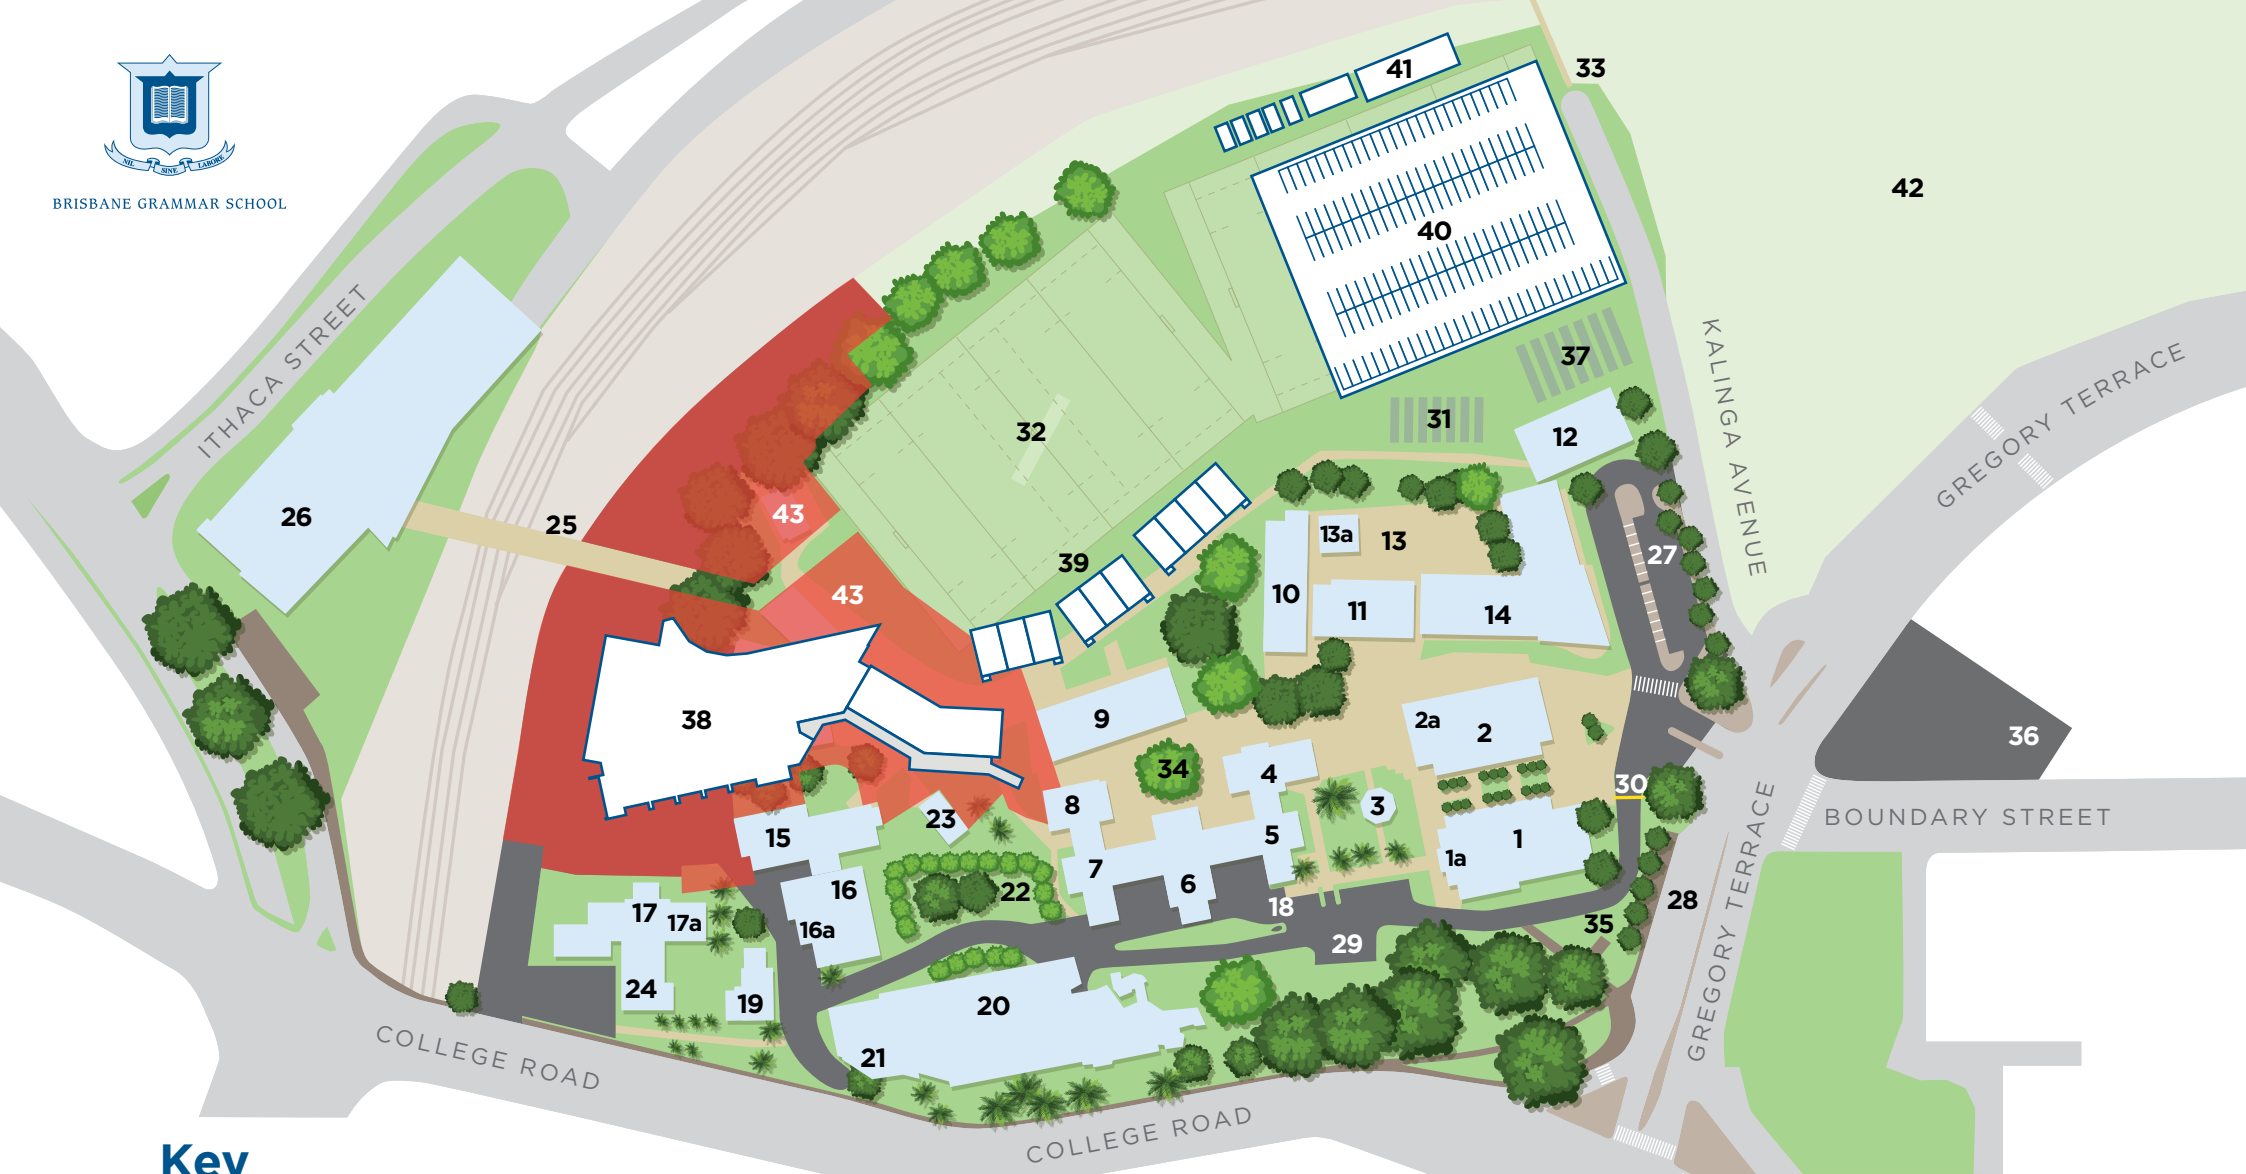 NIL
SINE
LABORE
BRISBANE GRAMMAR SCHOOL
41
33
42
40
ITHACA STREET
KALINGA AVENUE
GREGORY TERRACE
37
31
12
32
26
25
43
13a
13
27
39
43
10
11
14
38
9
2a
2
36
34
4
30
8
3
BOUNDARY STREET
23
15
5
1
1a
7
6
16
22
28
GREGORY TERRACE
17
17a
18
35
16a
29
24
19
20
21
COLLEGE ROAD
COLLEGE ROAD
Key